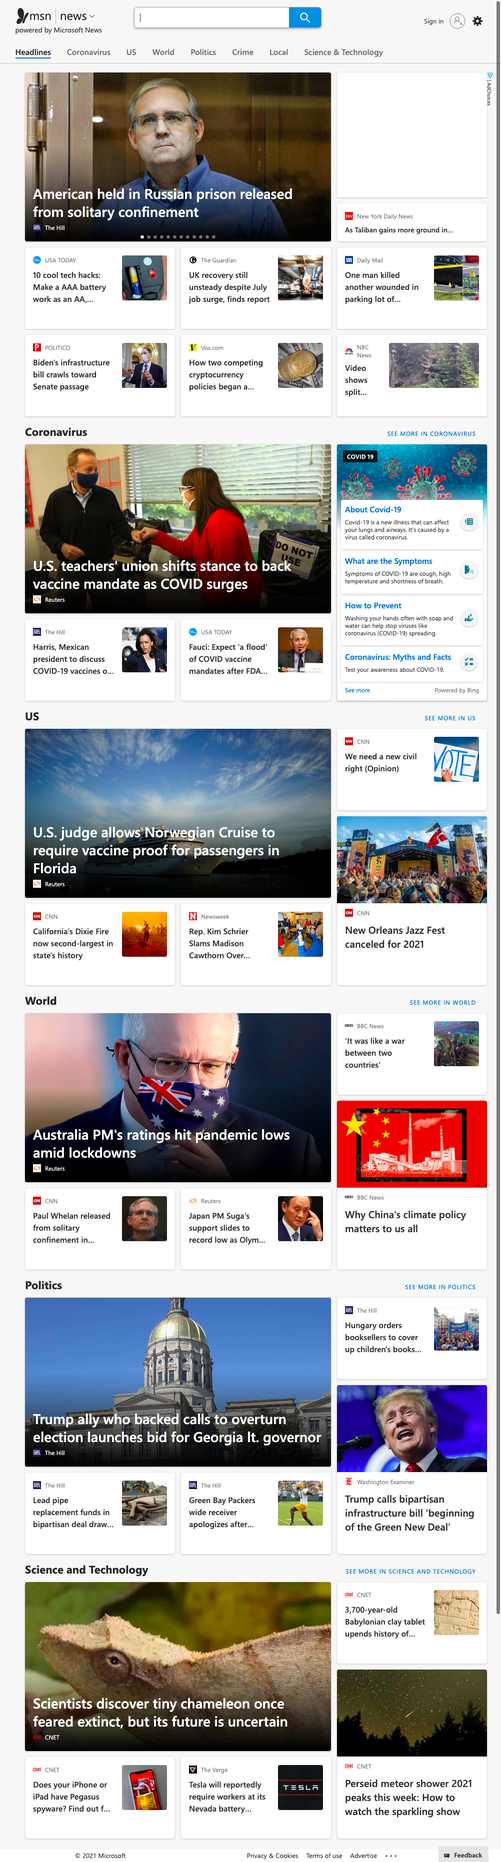 msn news
powered by Microsoft News
Sign in
Headlines Coronavirus US World Politics Crime Local Science & Technology
AdChoices
American held in Russian prison released
from solitary confinement
The Hill
New York Daily News
As Taliban gains more ground in...
USA TODAY
10 cool tech hacks:
Make a AAA battery
work as an AA,...
The Guardian
UK recovery still
unsteady despite July
job surge, finds report
Daily Mail
One man killed
another wounded in
parking lot of...
POLITICO
Biden's infrastructure
bill crawls toward
Senate passage
Vox.com
How two competing
cryptocurrency
policies began a...
NBC
News
Video
shows
split...
Coronavirus
SEE MORE IN CORONAVIRUS
DO NOT
USE
U.S. teachers' union shifts stance to back
vaccine mandate as COVID surges
Reuters
COVID 19
About Covid-19
Covid-19 is a new illness that can affect
your lungs and airways. It's caused by a
virus called coronavirus.
What are the Symptoms
Symptoms of COVID-19 are cough, high
temperature and shortness of breath.
How to Prevent
Washing your hands often with soap and
water can help stop viruses like
coronavirus (COVID-19) spreading.
Coronavirus: Myths and Facts
Test your awareness about COVID-19.
See more
Powered by Bing
The Hill
Harris, Mexican
president to discuss
COVID-19 vaccines o...
USA TODAY
Fauci: Expect 'a flood'
of COVID vaccine
mandates after FDA...
US
SEE MORE IN US
U.S. judge allows Norwegian Cruise to
require vaccine proof for passengers in
Florida
Reuters
CNN
We need a new civil
right (Opinion)
VOTE
CNN
New Orleans Jazz Fest
canceled for 2021
CNN
California's Dixie Fire
now second-largest in
state's history
Newsweek
Rep. Kim Schrier
Slams Madison
Cawthorn Over...
World
SEE MORE IN WORLD
Australia PM's ratings hit pandemic lows
amid lockdowns
Reuters
BBC News
'It was like a war
between two
countries'
BBC News
Why China's climate policy
matters to us all
CNN
Paul Whelan released
from solitary
confinement in...
Reuters
Japan PM Suga's
support slides to
record low as Olym...
Politics
SEE MORE IN POLITICS
Trump ally who backed calls to overturn
election launches bid for Georgia lt. governor
The Hill
The Hill
Hungary orders
booksellers to cover
up children's books...
Washington Examiner
Trump calls bipartisan
infrastructure bill 'beginning
of the Green New Deal'
The Hill
Lead pipe
replacement funds in
bipartisan deal draw...
The Hill
Green Bay Packers
wide receiver
apologizes after...
Science and Technology
SEE MORE IN SCIENCE AND TECHNOLOGY
Scientists discover tiny chameleon once
feared extinct, but its future is uncertain
CNET
CNET
3,700-year-old
Babylonian clay tablet
upends history of...
CNET
Perseid meteor shower 2021
peaks this week: How to
watch the sparkling show
CNET
Does your iPhone or
iPad have Pegasus
spyware? Find out f...
The Verge
Tesla will reportedly
require workers at its
Nevada battery...
TESLA
© 2021 Microsoft
Privacy & Cookies Terms of use Advertise ...
Feedback